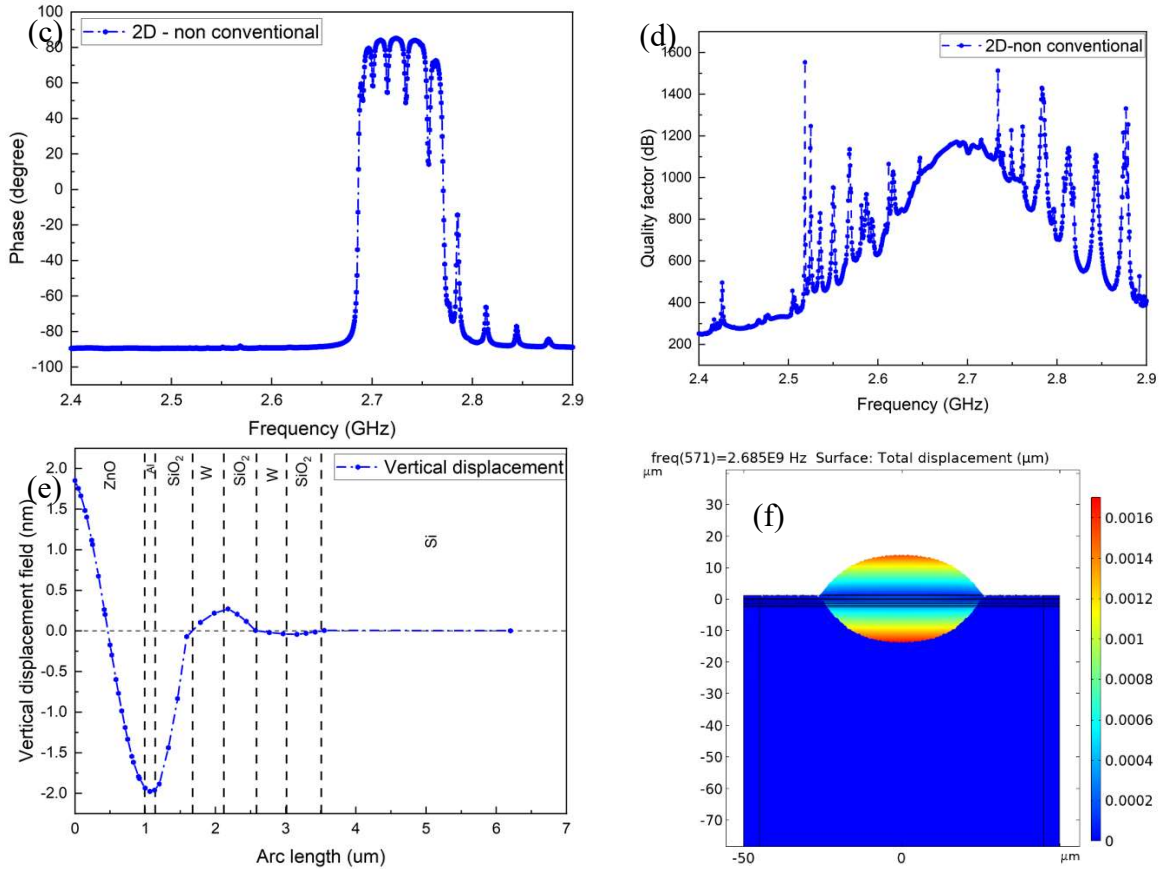 (c)
2D - non conventional
Phase (degree)
100
80
60
40
20
0
-20
-40
-60
-80
-100
2.4
2.5
2.6
2.7
2.8
2.9
Frequency (GHz)
(d)
2D-non conventional
Quality factor (dB)
1600
1400
1200
1000
800
600
400
200
2.4
2.5
2.6
2.7
2.8
2.9
Frequency (GHz)
(e)
Vertical displacement
ZnO
Al
SiO2
W
SiO2
W
SiO2
Si
Vertical displacement field (nm)
2.0
1.5
1.0
0.5
0.0
-0.5
-1.0
-1.5
-2.0
0
1
2
3
4
5
6
7
Arc length (um)
freq(571)=2.685E9 Hz Surface: Total displacement (µm)
µm
(f)
30
20
10
0
-10
-20
-30
-40
-50
-60
-70
-50
0
µm
0.0016
0.0014
0.0012
0.001
0.0008
0.0006
0.0004
0.0002
0